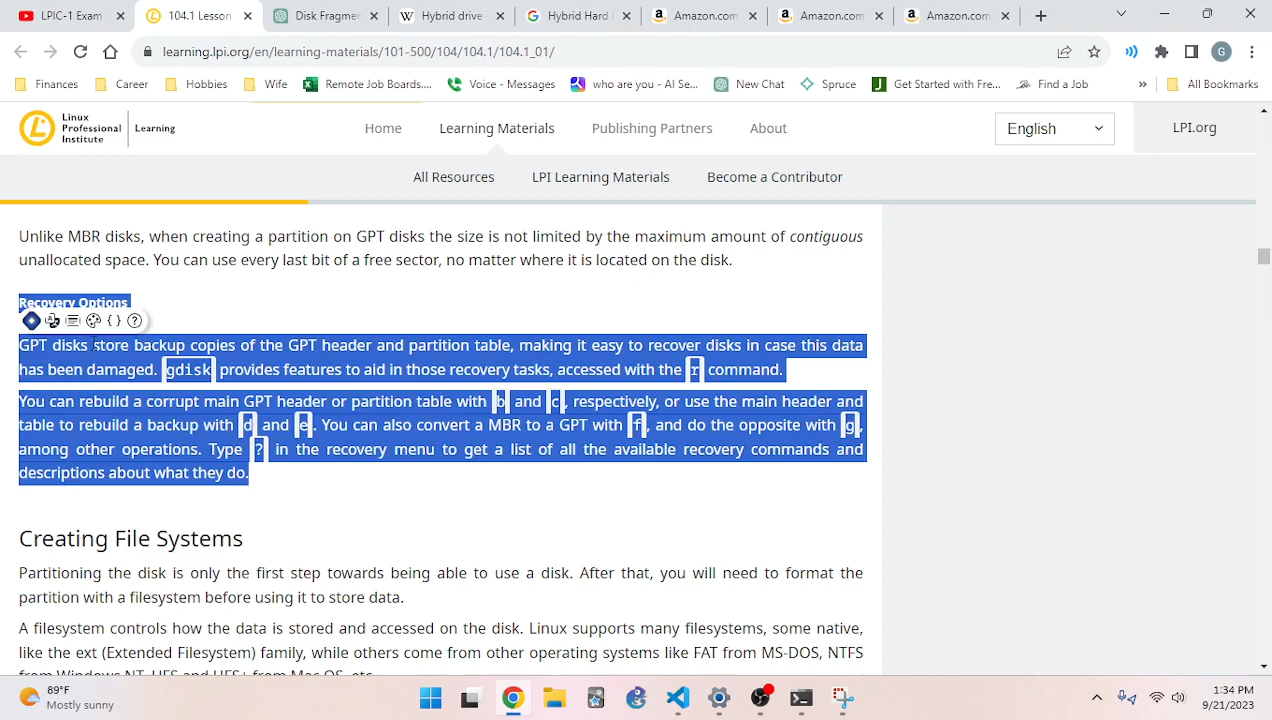 LPIC-1 Exam
104.1 Lesson
Disk Fragmer
Hybrid drive
Hybrid Hard
Amazon.com
Amazon.com
Amazon.com
learning.lpi.org/en/learning-materials/101-500/104/104.1/104.1_01/
Finances
Career
Hobbies
Wife
Remote Job Boards....
Voice - Messages
who are you - AI Se...
New Chat
Spruce
Get Started with Fre...
Find a Job
»
All Bookmarks
Linux
Professional
Institute
Learning
Home
Learning Materials
Publishing Partners
About
English
LPI.org
All Resources
LPI Learning Materials
Become a Contributor
Unlike MBR disks, when creating a partition on GPT disks the size is not limited by the maximum amount of contiguous
unallocated space. You can use every last bit of a free sector, no matter where it is located on the disk.
Recovery Options
GPT disks store backup copies of the GPT header and partition table, making it easy to recover disks in case this data
has been damaged. gdisk provides features to aid in those recovery tasks, accessed with the r command.
You can rebuild a corrupt main GPT header or partition table with b and c, respectively, or use the main header and
table to rebuild a backup with d and e. You can also convert a MBR to a GPT with f, and do the opposite with g,
among other operations. Type ? in the recovery menu to get a list of all the available recovery commands and
descriptions about what they do.
Creating File Systems
Partitioning the disk is only the first step towards being able to use a disk. After that, you will need to format the
partition with a filesystem before using it to store data.
A filesystem controls how the data is stored and accessed on the disk. Linux supports many filesystems, some native,
like the ext (Extended Filesystem) family, while others come from other operating systems like FAT from MS-DOS, NTFS
from Windows NT, HFS and HFS+ from Mac OS, etc.
89°F
Mostly sunny
1:34 PM
9/21/2023